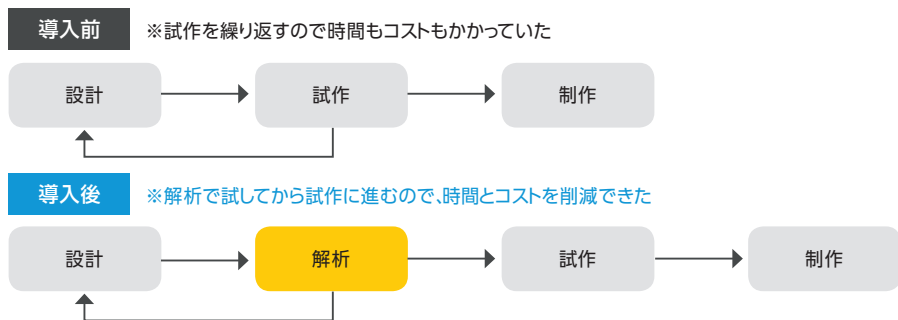 導入前
※試作を繰り返すので時間もコストもかかっていた
設計
試作
制作
導入後
※解析で試してから試作に進むので、時間とコストを削減できた
設計
解析
試作
制作